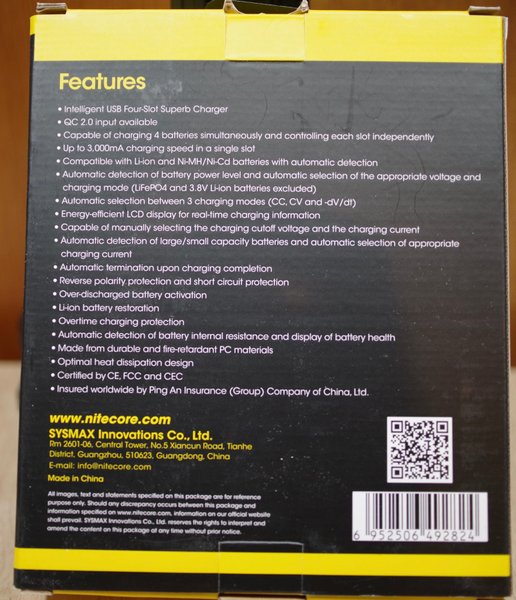 Features
• Intelligent USB Four-Slot Superb Charger
• QC 2.0 input available
• Capable of charging 4 batteries simultaneously and controlling each slot independently
• Up to 3,000mA charging speed in a single slot
• Compatible with Li-ion and Ni-MH/Ni-Cd batteries with automatic detection
• Automatic detection of battery power level and automatic selection of the appropriate voltage and
charging mode (LiFePO4 and 3.8V Li-ion batteries excluded)
• Automatic selection between 3 charging modes (CC, CV and -dV/dt)
• Energy-efficient LCD display for real-time charging information
• Capable of manually selecting the charging cutoff voltage and the charging current
• Automatic detection of large/small capacity batteries and automatic selection of appropriate
charging current
• Automatic termination upon charging completion
• Reverse polarity protection and short circuit protection
• Over-discharged battery activation
• Li-ion battery restoration
• Overtime charging protection
• Automatic detection of battery internal resistance and display of battery health
• Made from durable and fire-retardant PC materials
• Optimal heat dissipation design
• Certified by CE, FCC and CEC
• Insured worldwide by Ping An Insurance (Group) Company of China, Ltd.
www.nitecore.com
SYSMAX Innovations Co., Ltd.
Rm 2601-06, Central Tower, No.5 Xiancun Road, Tianhe
District, Guangzhou, 510623, Guangdong, China
E-mail: info@nitecore.com
Made in China
All images, text and statements specified on this package are for reference
purpose only. Should any discrepancy occurs between this package and
information specified on www.nitecore.com, information on our official website
shall prevail. SYSMAX Innovations Co., Ltd. reserves the rights to interpret and
amend the content on this package at any time without prior notice.
6 952506 492824